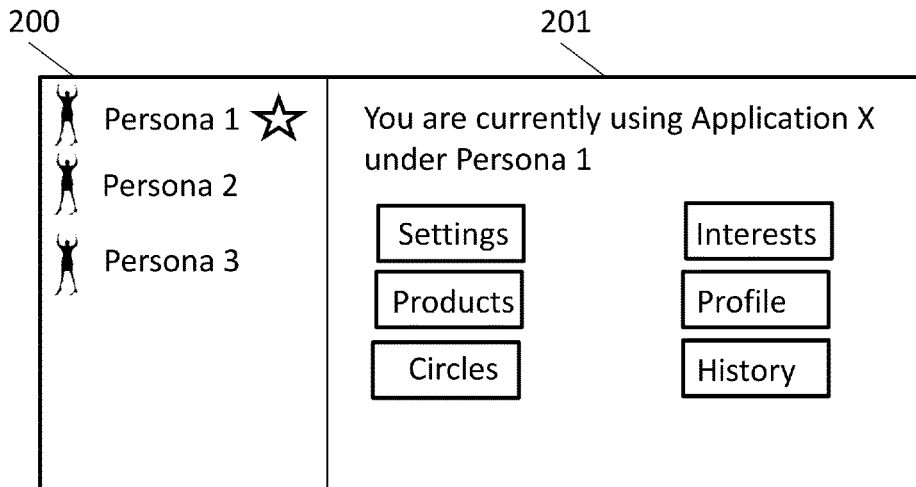 200
201
Persona 1
Persona 2
Persona 3
You are currently using Application X
under Persona 1
Settings
Interests
Products
Profile
Circles
History